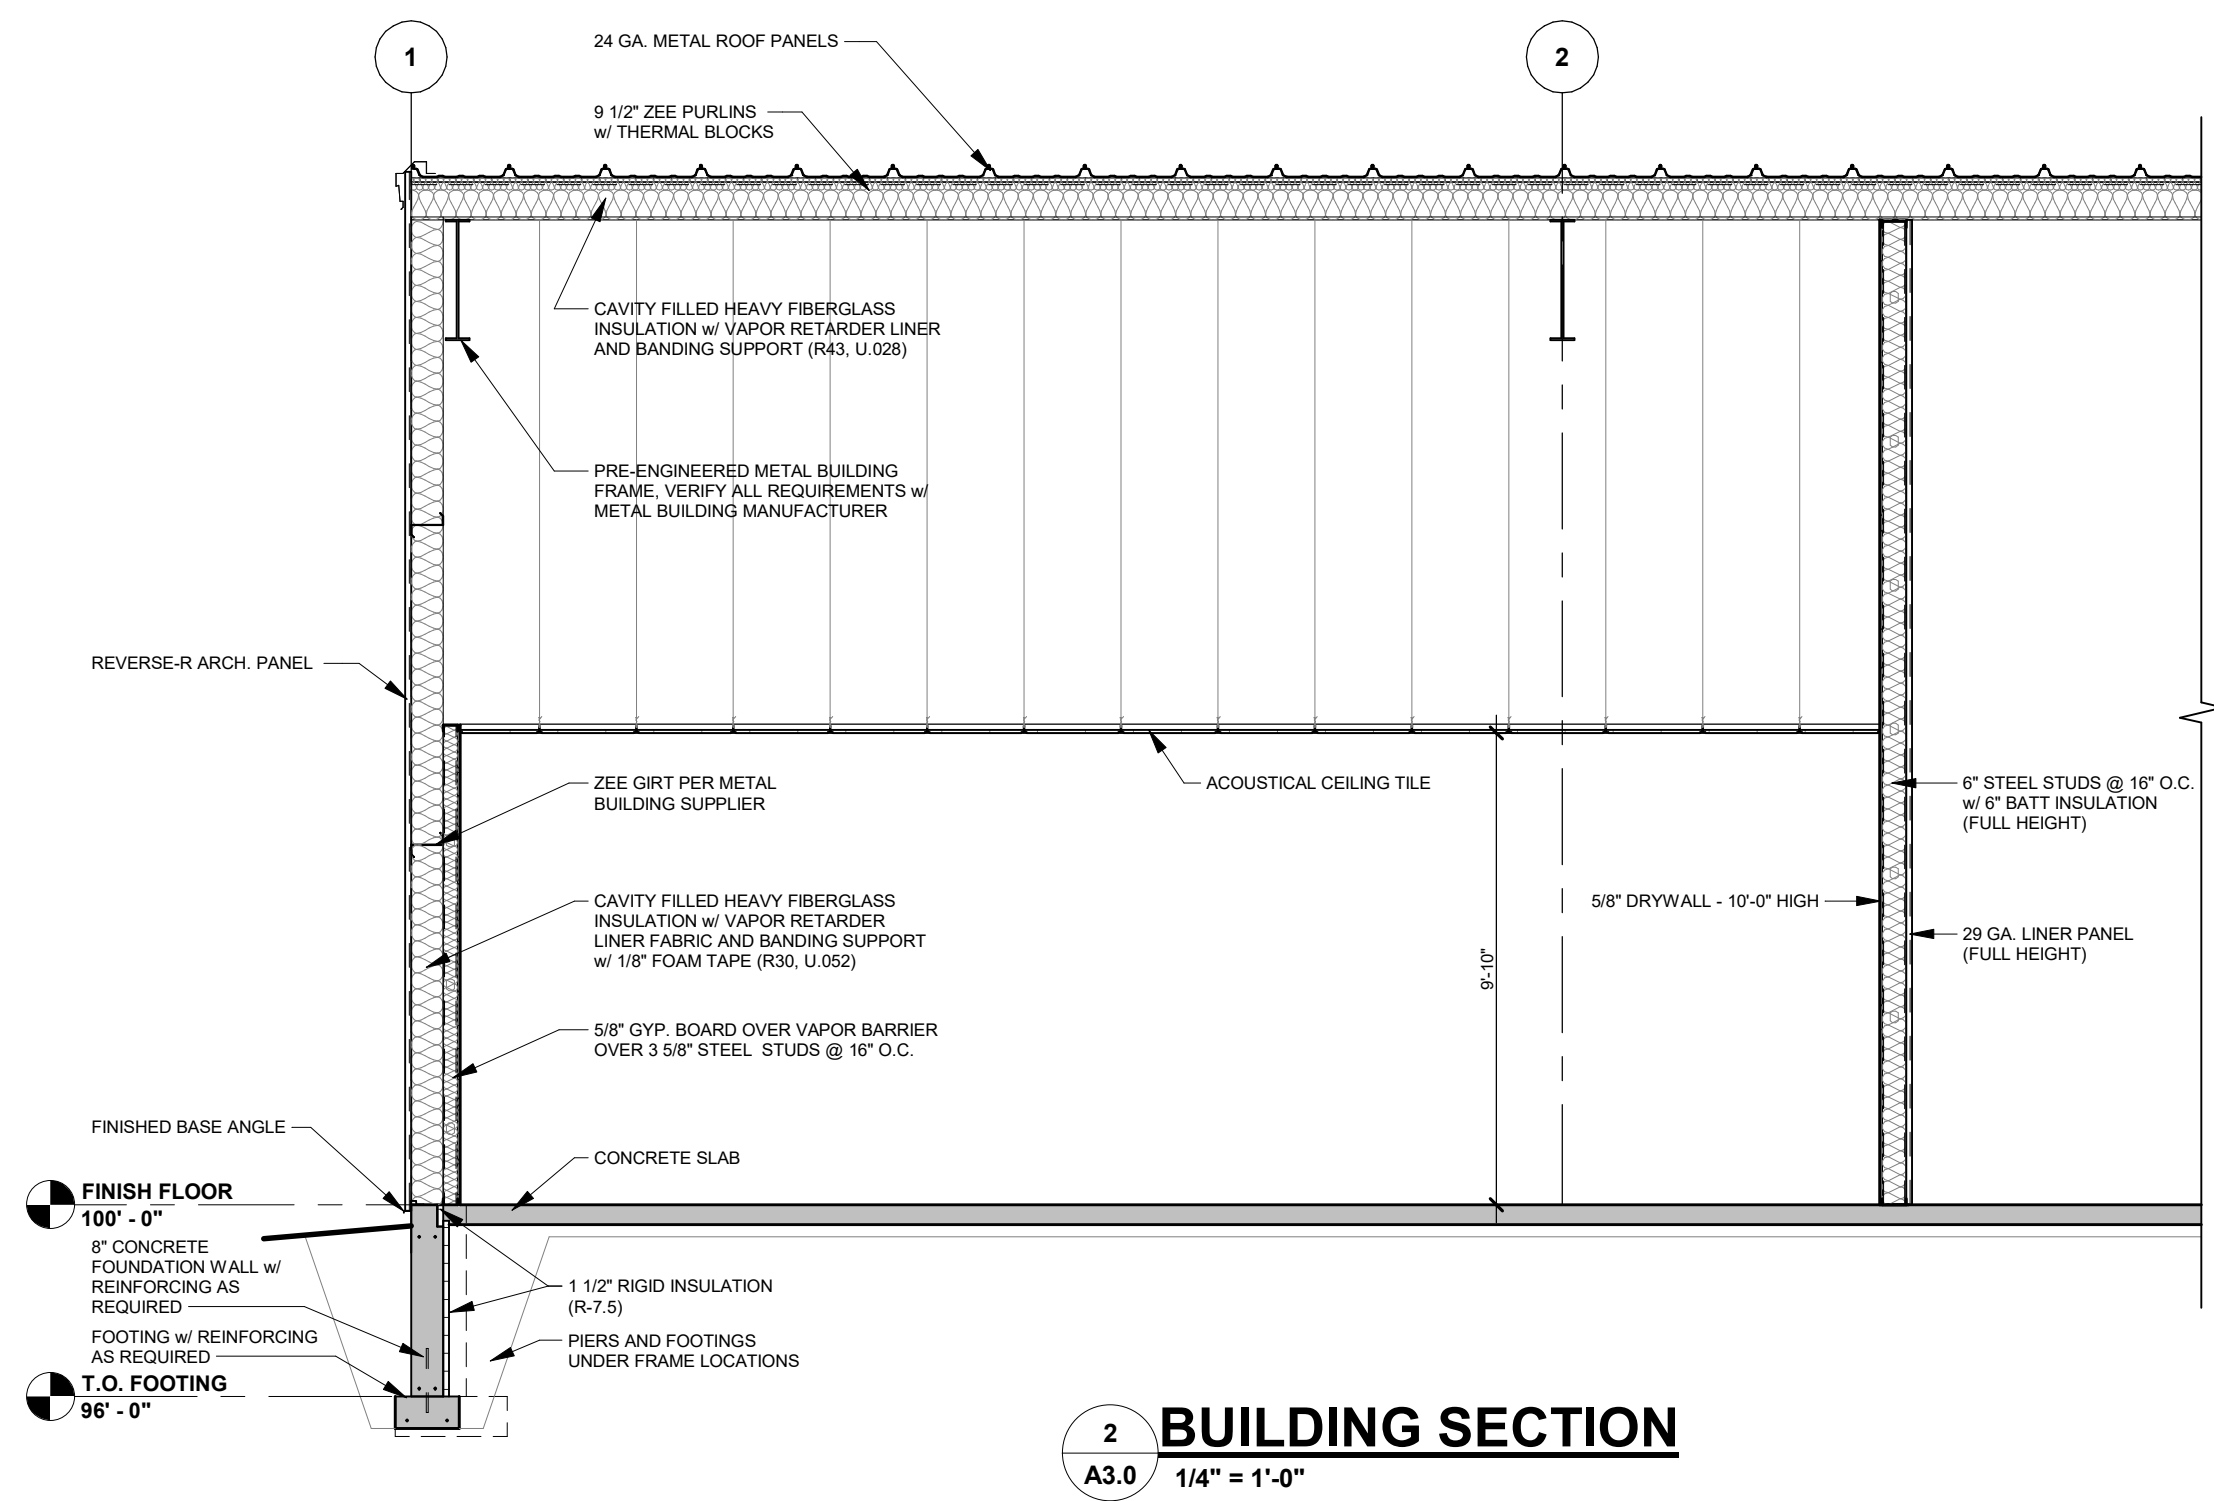 1
2
24 GA. METAL ROOF PANELS
9 1/2" ZEE PURLINS
w/ THERMAL BLOCKS
CAVITY FILLED HEAVY FIBERGLASS
INSULATION w/ VAPOR RETARDER LINER
AND BANDING SUPPORT (R43, U.028)
PRE-ENGINEERED METAL BUILDING
FRAME, VERIFY ALL REQUIREMENTS w/
METAL BUILDING MANUFACTURER
REVERSE-R ARCH. PANEL
ZEE GIRT PER METAL
BUILDING SUPPLIER
ACOUSTICAL CEILING TILE
6" STEEL STUDS @ 16" O.C.
w/ 6" BATT INSULATION
(FULL HEIGHT)
CAVITY FILLED HEAVY FIBERGLASS
INSULATION w/ VAPOR RETARDER
LINER FABRIC AND BANDING SUPPORT
w/ 1/8" FOAM TAPE (R30, U.052)
9'-10"
5/8" DRYWALL - 10'-0" HIGH
29 GA. LINER PANEL
(FULL HEIGHT)
5/8" GYP. BOARD OVER VAPOR BARRIER
OVER 3 5/8" STEEL STUDS @ 16" O.C.
FINISHED BASE ANGLE
CONCRETE SLAB
FINISH FLOOR
100' - 0"
8" CONCRETE
FOUNDATION WALL w/
REINFORCING AS
REQUIRED
1 1/2" RIGID INSULATION
(R-7.5)
FOOTING w/ REINFORCING
AS REQUIRED
PIERS AND FOOTINGS
UNDER FRAME LOCATIONS
T.O. FOOTING
96' - 0"
2
A3.0
BUILDING SECTION
1/4" = 1'-0"